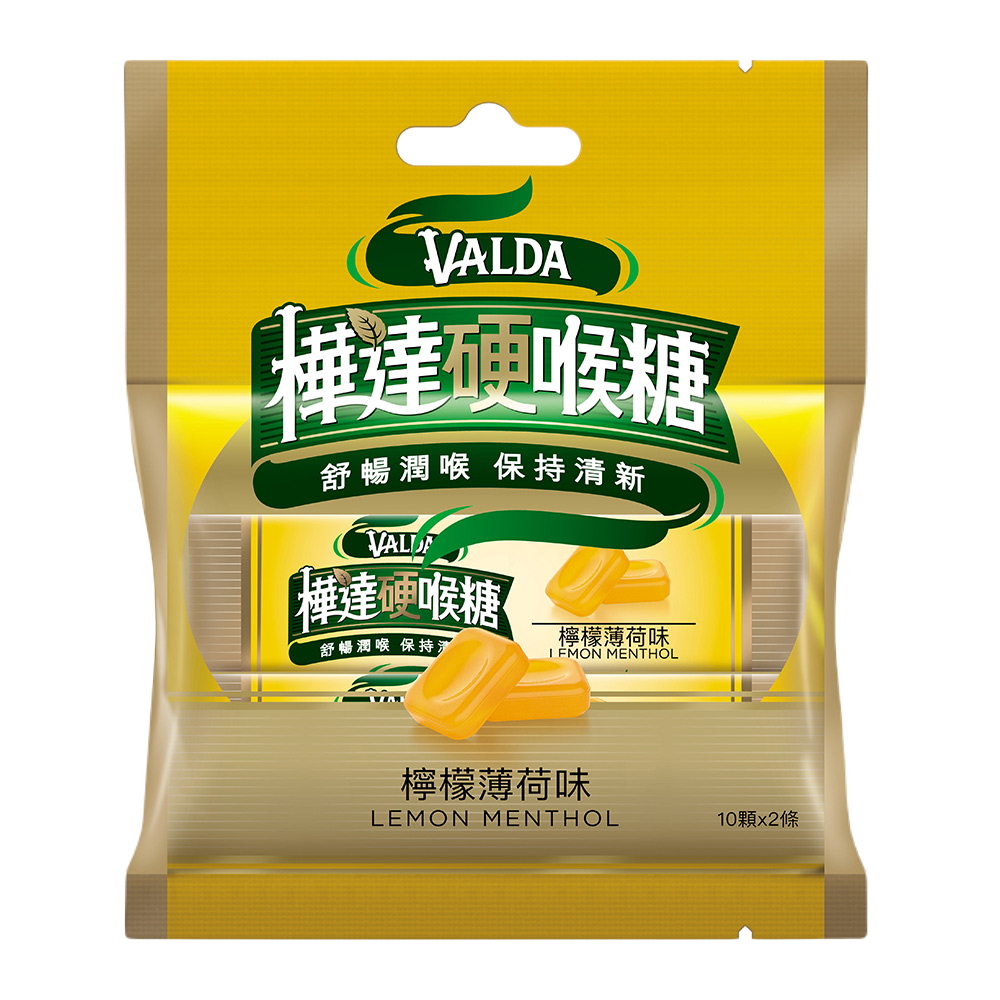 VALDA
樺達硬喉糖
舒暢潤喉 保持清新
VALDA
樺達硬喉糖
舒暢潤喉 保持清
檸檬薄荷味
LEMON MENTHOL
檸檬薄荷味
LEMON MENTHOL
10顆x2條